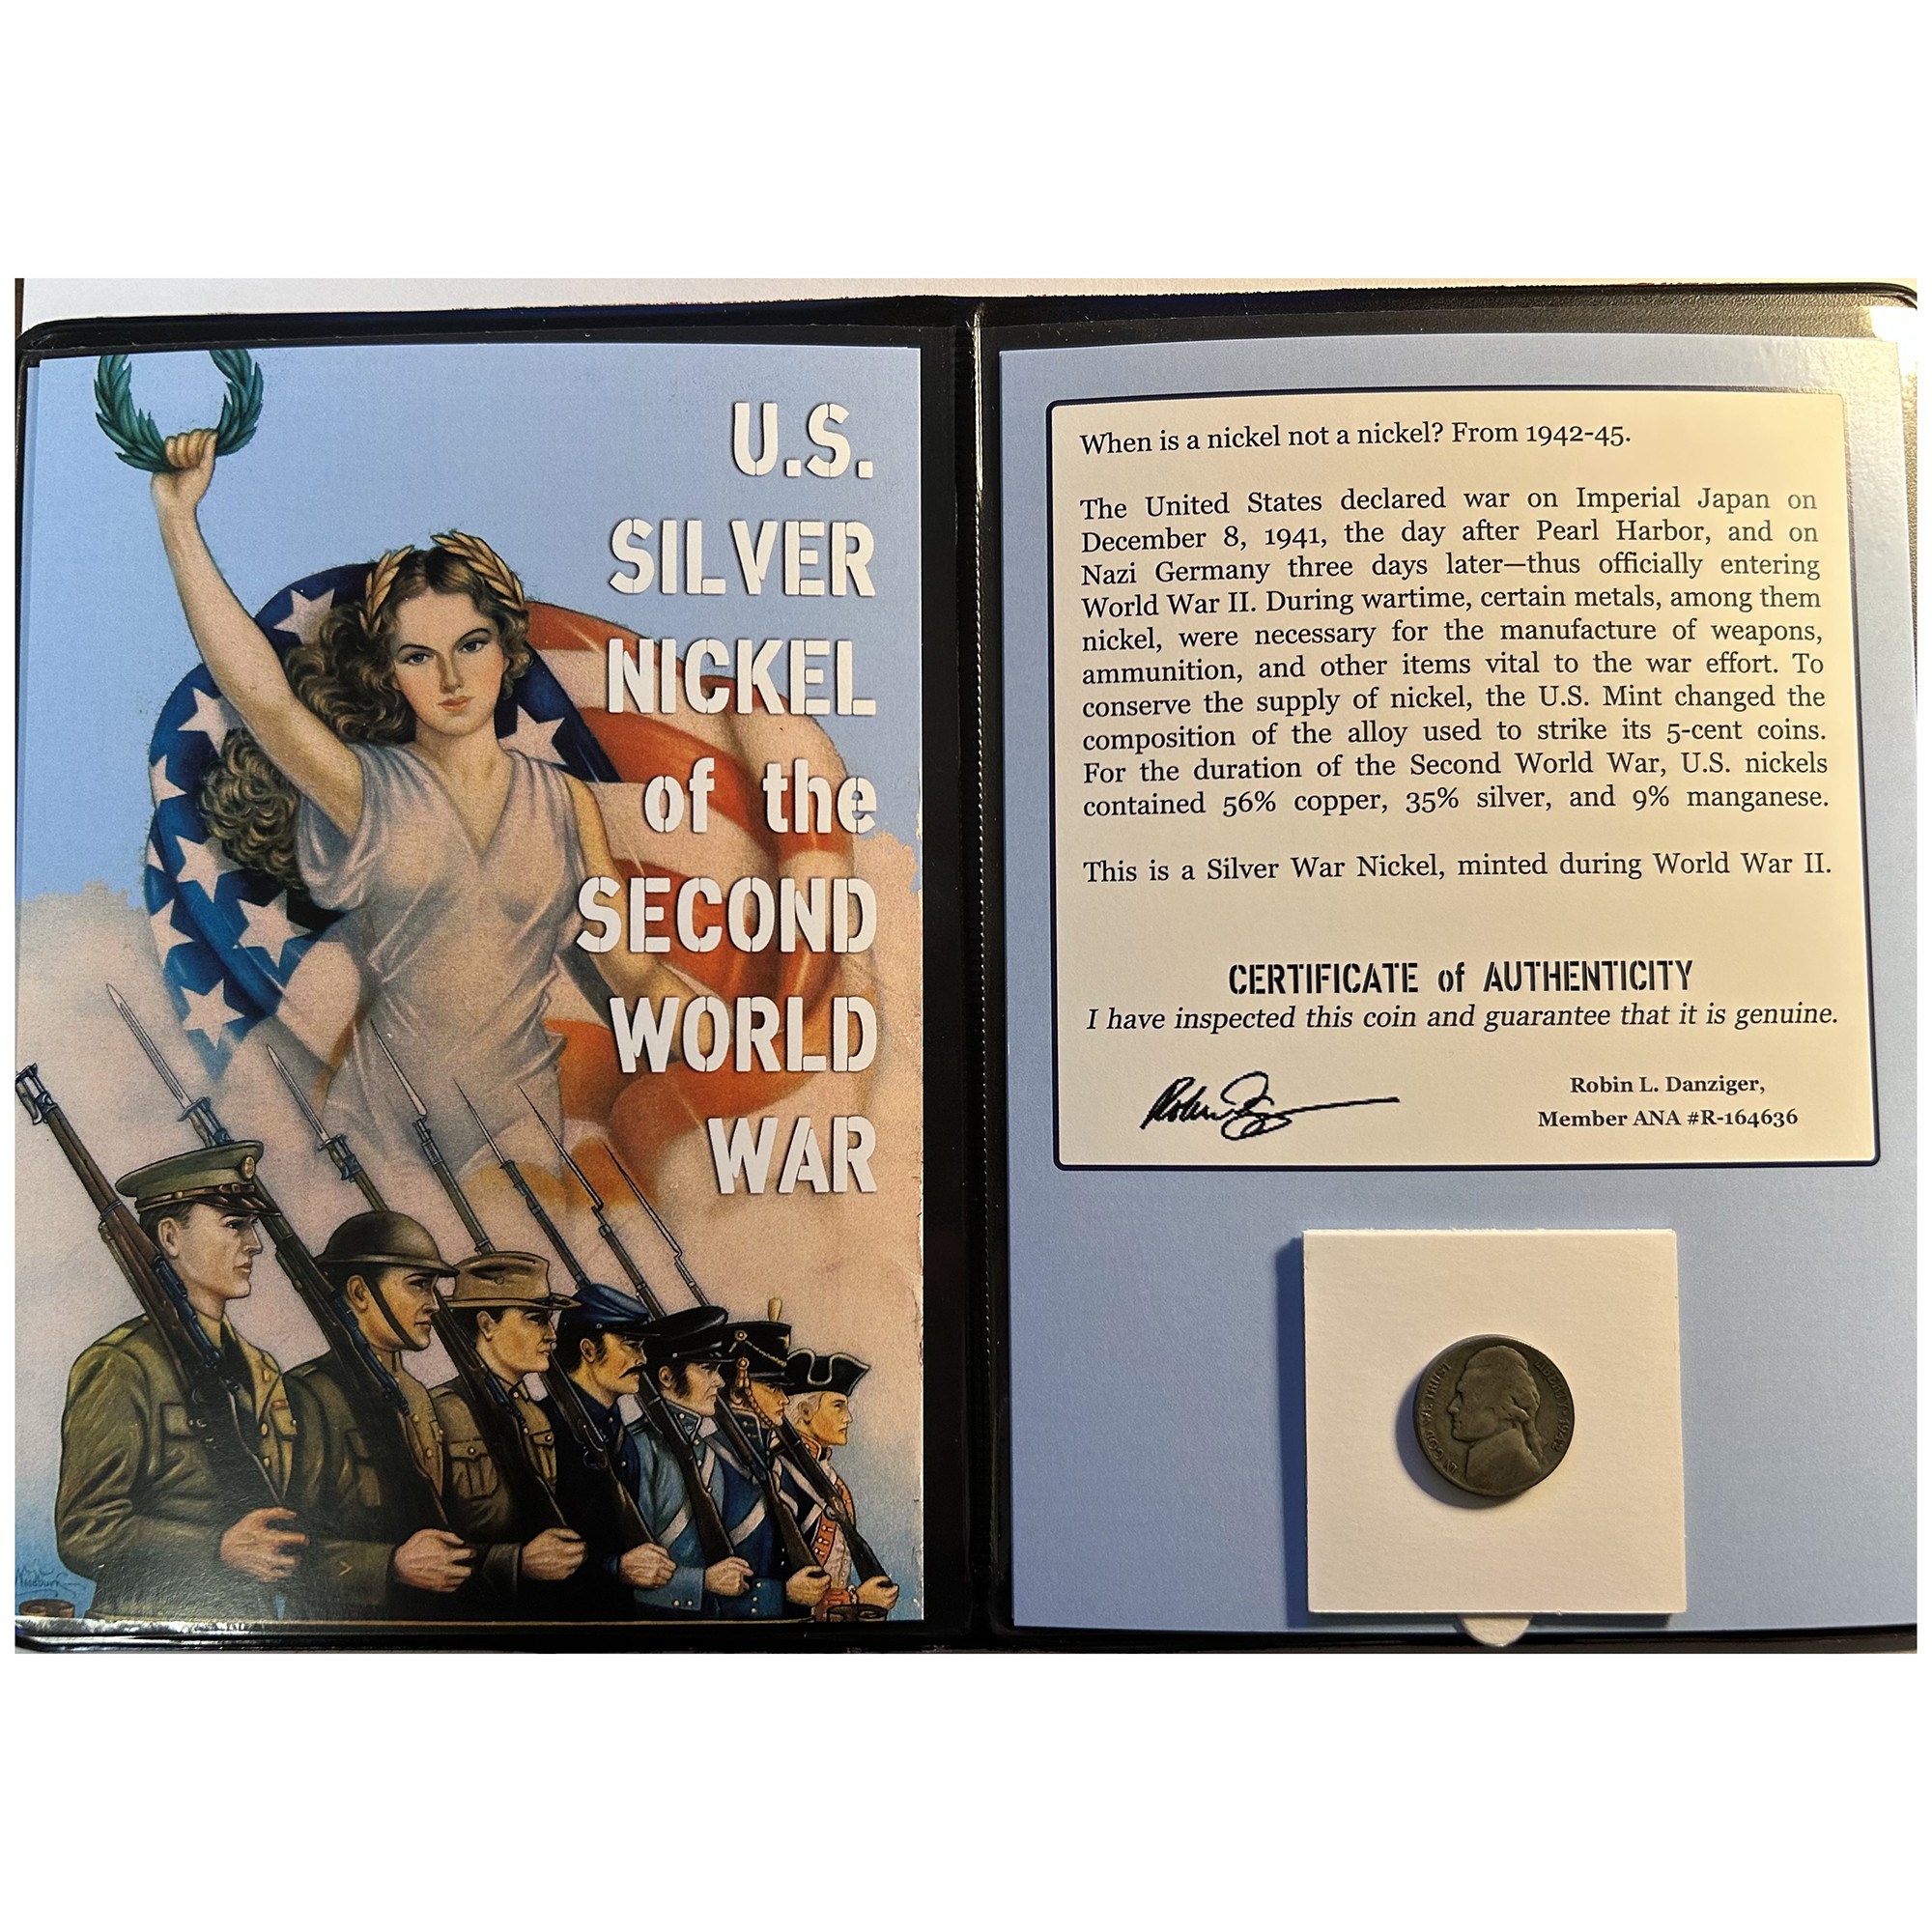 U.S.
SILVER
NICKEL
of the
SECOND
WORLD
WAR
When is a nickel not a nickel? From 1942-45.
The United States declared war on Imperial Japan on
December 8, 1941, the day after Pearl Harbor, and on
Nazi Germany three days later—thus officially entering
World War II. During wartime, certain metals, among them
nickel, were necessary for the manufacture of weapons,
ammunition, and other items vital to the war effort. To
conserve the supply of nickel, the U.S. Mint changed the
composition of the alloy used to strike its 5-cent coins.
For the duration of the Second World War, U.S. nickels
contained 56% copper, 35% silver, and 9% manganese.
This is a Silver War Nickel, minted during World War II.
CERTIFICATE of AUTHENTICITY
I have inspected this coin and guarantee that it is genuine.
Robin L. Danziger,
Member ANA #R-164636
IN GOD WE TRUST
LIBERTY